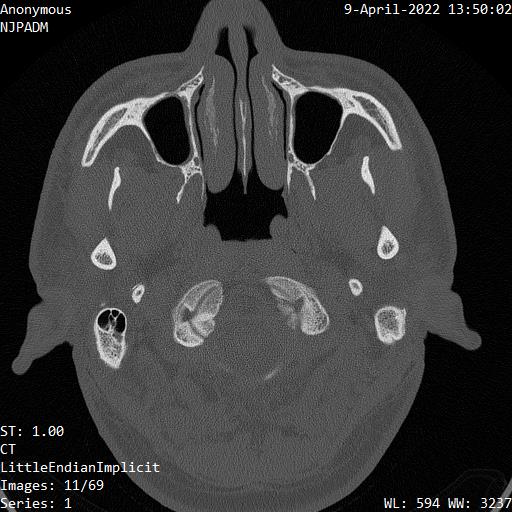 Anonymous
NJPADM
9-April-2022 13:50:02
ST: 1.00
CT
LittleEndianImplicit
Images: 11/69
Series: 1
WL: 594 WW: 3237